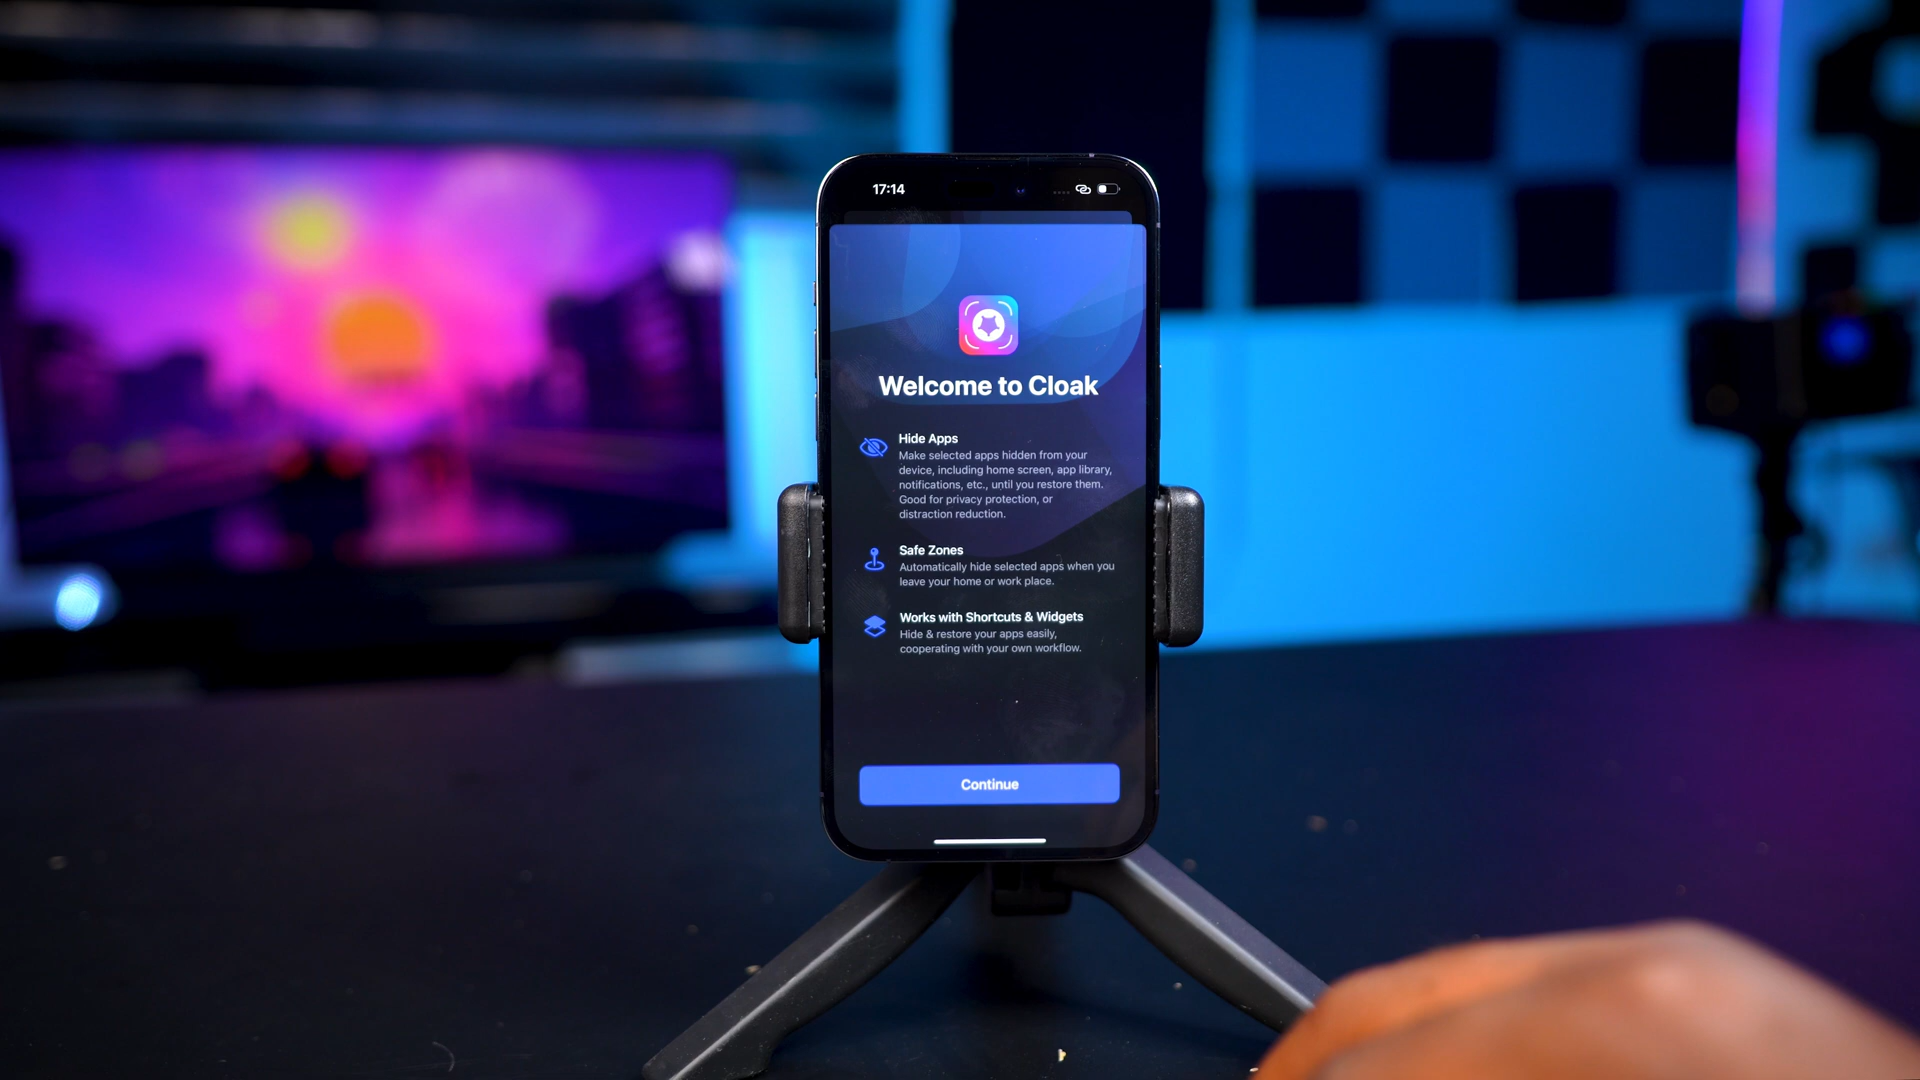 17:14
Welcome to Cloak
Hide Apps
Make selected apps hidden from your
device, including home screen, app library,
notifications, etc., until you restore them.
Good for privacy protection, or
distraction reduction.
Safe Zones
Automatically hide selected apps when you
leave your home or work place.
Works with Shortcuts & Widgets
Hide & restore your apps easily,
cooperating with your own workflow.
Continue